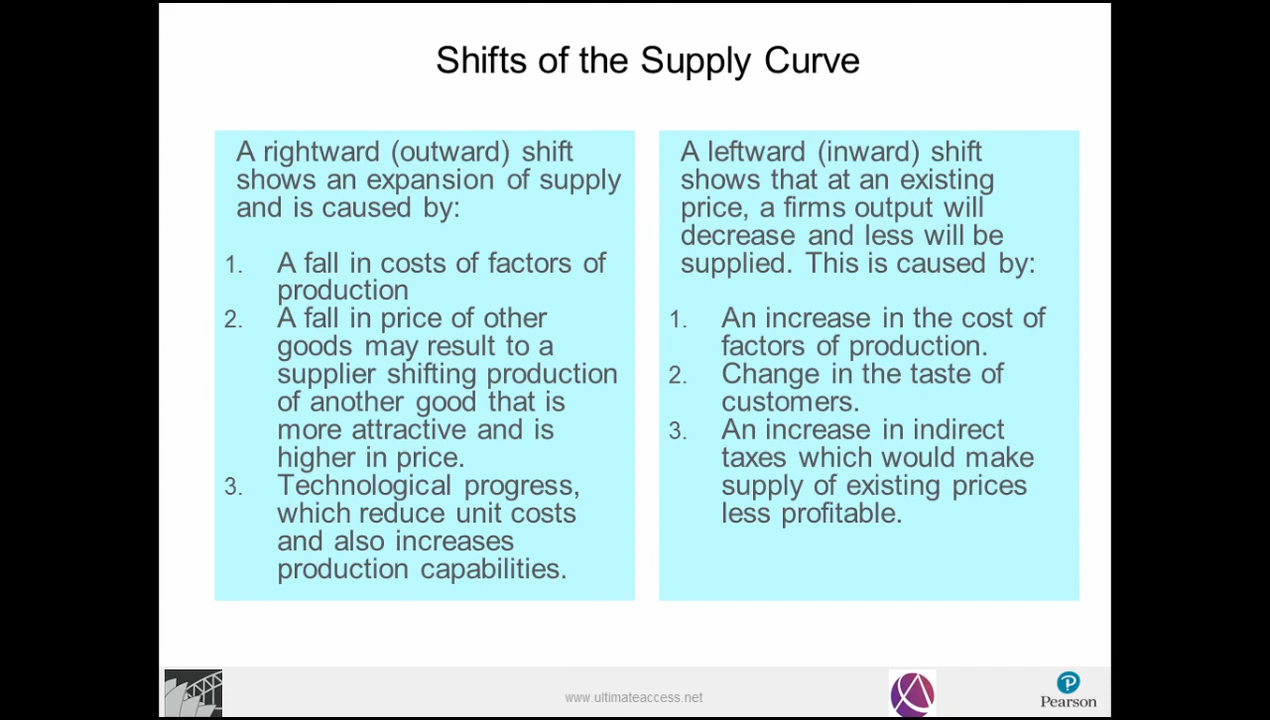 Shifts of the Supply Curve
A rightward (outward) shift
shows an expansion of supply
and is caused by:
1. A fall in costs of factors of
production
2. A fall in price of other
goods may result to a
supplier shifting production
of another good that is
more attractive and is
higher in price.
3. Technological progress,
which reduce unit costs
and also increases
production capabilities.
A leftward (inward) shift
shows that at an existing
price, a firms output will
decrease and less will be
supplied. This is caused by:
1. An increase in the cost of
factors of production.
2. Change in the taste of
customers.
3. An increase in indirect
taxes which would make
supply of existing prices
less profitable.
www.ultimateaccess.net
Pearson